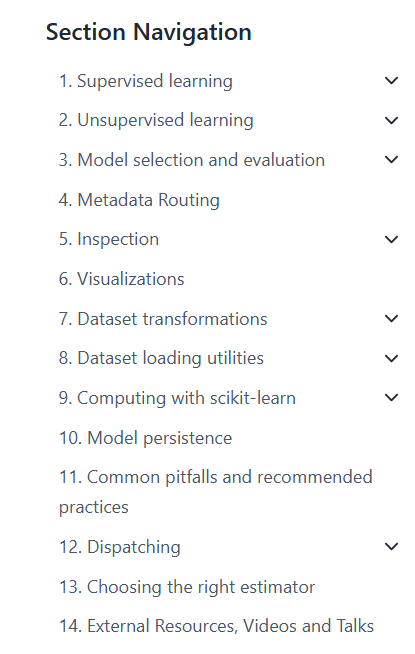 Section Navigation
1. Supervised learning
2. Unsupervised learning
3. Model selection and evaluation
4. Metadata Routing
5. Inspection
6. Visualizations
7. Dataset transformations
8. Dataset loading utilities
9. Computing with scikit-learn
10. Model persistence
11. Common pitfalls and recommended
practices
12. Dispatching
13. Choosing the right estimator
14. External Resources, Videos and Talks